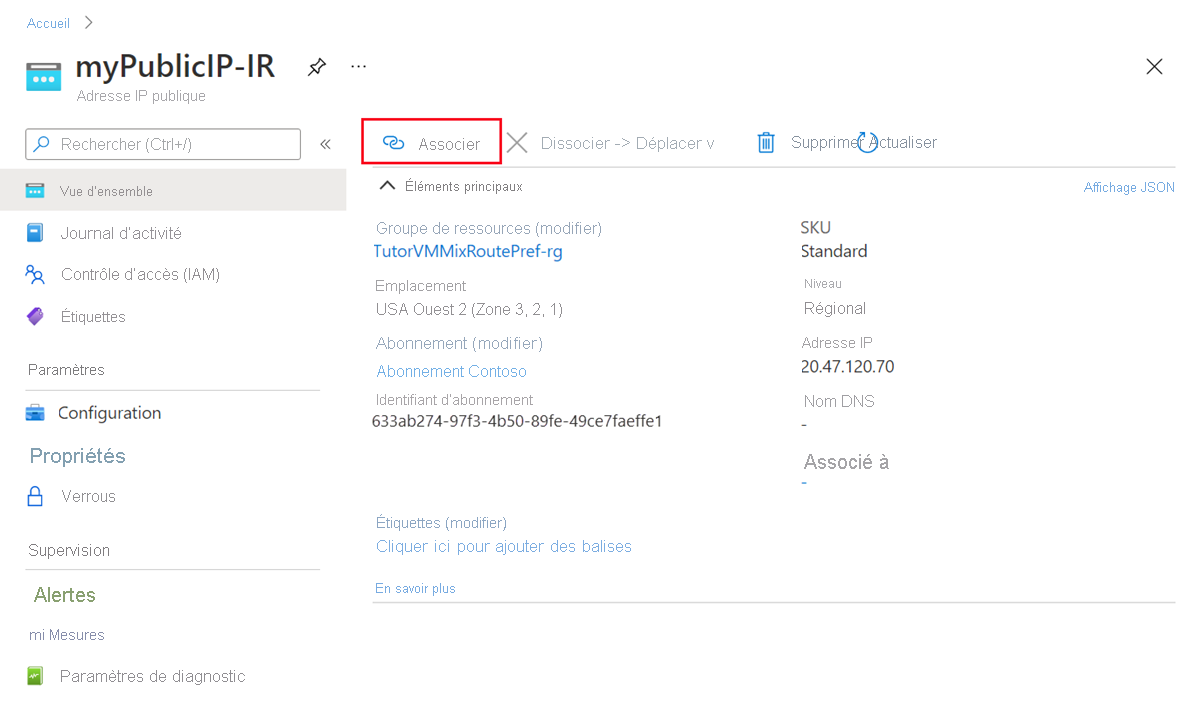 Accueil
myPublicIP-IR
...
Adresse IP publique
Rechercher (Ctrl+/)
«
Associer
Dissocier -> Déplacer v
Supprimer
Actualiser
Vue d'ensemble
Journal d'activité
Contrôle d'accès (IAM)
Étiquettes
Paramètres
Configuration
Propriétés
Verrous
Supervision
Alertes
mi Mesures
Paramètres de diagnostic
Éléments principaux
Affichage JSON
Groupe de ressources (modifier)
TutorVMMixRoutePref-rg
Emplacement
USA Ouest 2 (Zone 3, 2, 1)
Abonnement (modifier)
Abonnement Contoso
Identifiant d'abonnement
633ab274-97f3-4b50-89fe-49ce7faeffe1
SKU
Standard
Niveau
Régional
Adresse IP
20.47.120.70
Nom DNS
-
Associé à
-
Étiquettes (modifier)
Cliquer ici pour ajouter des balises
En savoir plus